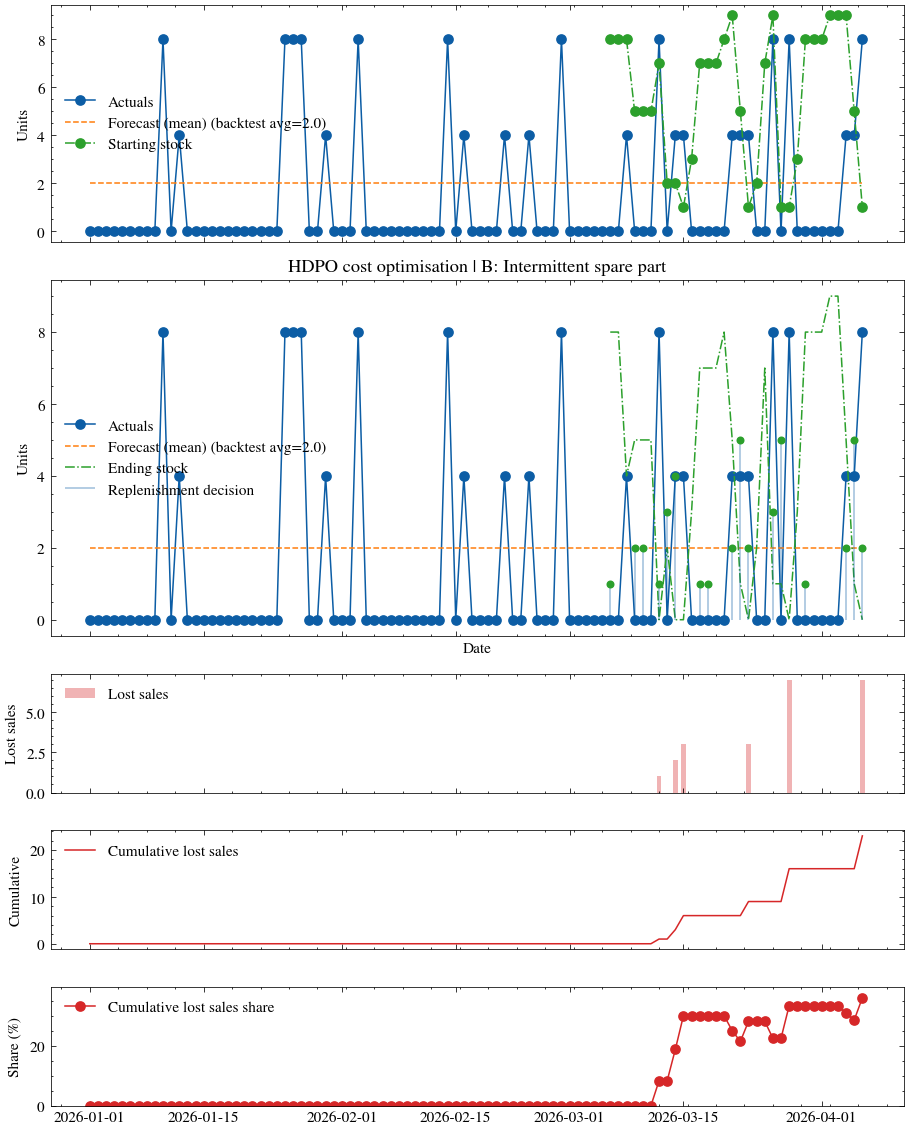 8
6
4
2
0
Units
Actuals
Forecast (mean) (backtest avg=2.0)
Starting stock
HDPO cost optimisation | B: Intermittent spare part
8
6
4
2
0
Units
Actuals
Forecast (mean) (backtest avg=2.0)
Ending stock
Replenishment decision
Date
5.0
2.5
0.0
Lost sales
Lost sales
20
10
0
Cumulative
Cumulative lost sales
20
0
Share (%)
Cumulative lost sales share
2026-01-01 2026-01-15 2026-02-01 2026-02-15 2026-03-01 2026-03-15 2026-04-01